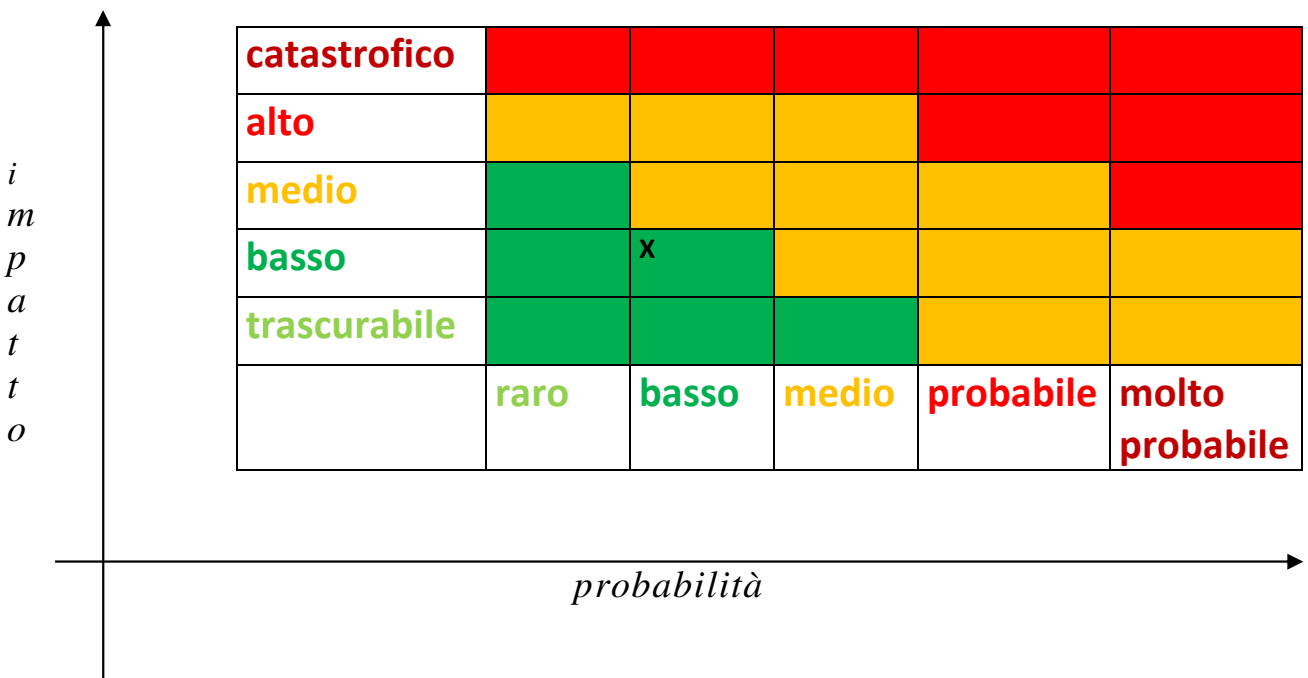 i
m
p
a
t
t
o
catastrofico
alto
medio
basso X
trascurabile
raro basso medio probabile molto
probabile
probabilità